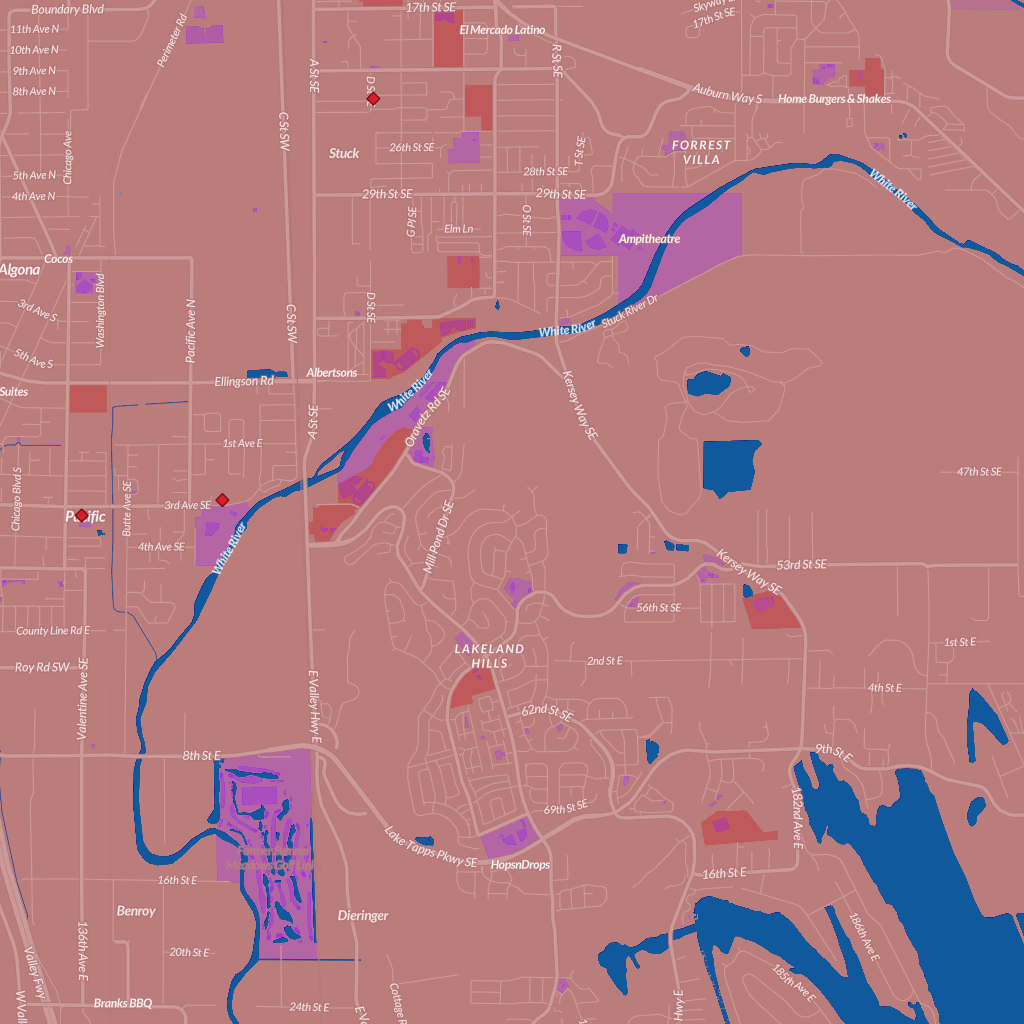 Boundary Blvd
17th St SE
Skyway L
17th St SE
11th Ave N
Perimeter Rd
El Mercado Latino
10th Ave N
R St SE
9th Ave N
A St SE
8th Ave N
D St SE
Auburn Way S
Home Burgers & Shakes
C St SW
Chicago Ave
Stuck
26th St SE
T St SE
FORREST
VILLA
5th Ave N
28th St SE
White River
4th Ave N
29th St SE
29th St SE
G Pl SE
O St SE
Elm Ln
Ampitheatre
Cocos
Algona
Washington Blvd
3rd Ave S
Pacific Ave N
C St SW
D St SE
Stuck River Dr
White River
5th Ave S
Albertsons
Ellingson Rd
Suites
White River
Oravetz Rd SE
Kersey Way SE
A St SE
1st Ave E
47th St SE
Chicago Blvd S
Butte Ave SE
3rd Ave SE
Pacific
Mill Pond Dr SE
4th Ave SE
White River
Kersey Way SE
53rd St SE
56th St SE
County Line Rd E
1st St E
LAKELAND
HILLS
Roy Rd SW
2nd St E
Valentine Ave SE
E Valley Hwy E
4th St E
62nd St SE
8th St E
9th St E
182nd Ave E
69th St SE
Lake Tapps Pkwy SE
HopsnDrops
16th St E
16th St E
Benroy
Dieringer
186th Ave E
136th Ave E
20th St E
Valley Fwy
185th Ave E
Branks BBQ
24th St E
Cottage R
E Va
W Vall
Hwy E